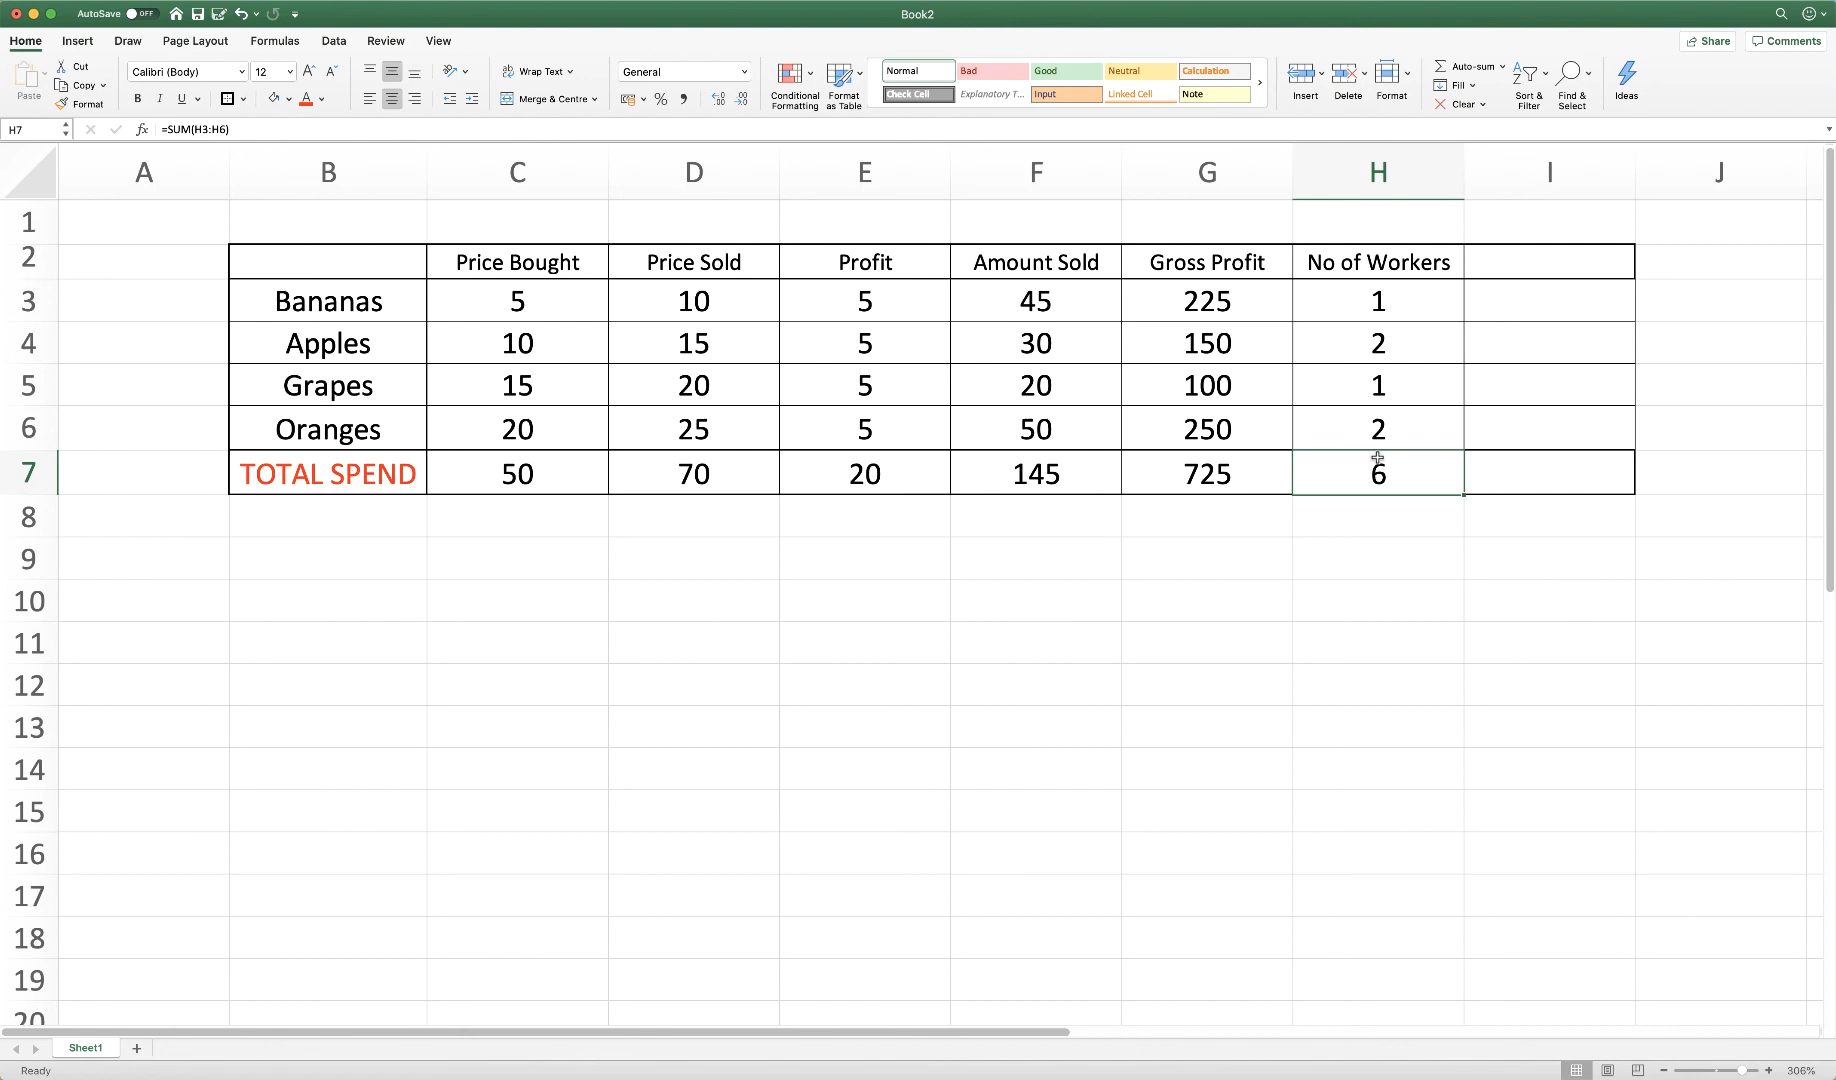 AutoSave OFF Book2
Home Insert Draw Page Layout Formulas Data Review View Share Comments
Paste Cut Copy Format
Calibri (Body) 12 A A
B I U A
Wrap Text
Merge & Centre
General
%
Conditional Formatting
Format as Table
Normal Bad Good Neutral Calculation
Check Cell Explanatory T... Input Linked Cell Note
Insert Delete Format
Auto-sum
Fill
Clear
Sort & Filter
Find & Select
Ideas
H7 fx =SUM(H3:H6)
A B C D E F G H I J
1
2 Price Bought Price Sold Profit Amount Sold Gross Profit No of Workers
3 Bananas 5 10 5 45 225 1
4 Apples 10 15 5 30 150 2
5 Grapes 15 20 5 20 100 1
6 Oranges 20 25 5 50 250 2
7 TOTAL SPEND 50 70 20 145 725 6
8
9
10
11
12
13
14
15
16
17
18
19
20
Sheet1 +
Ready 306%